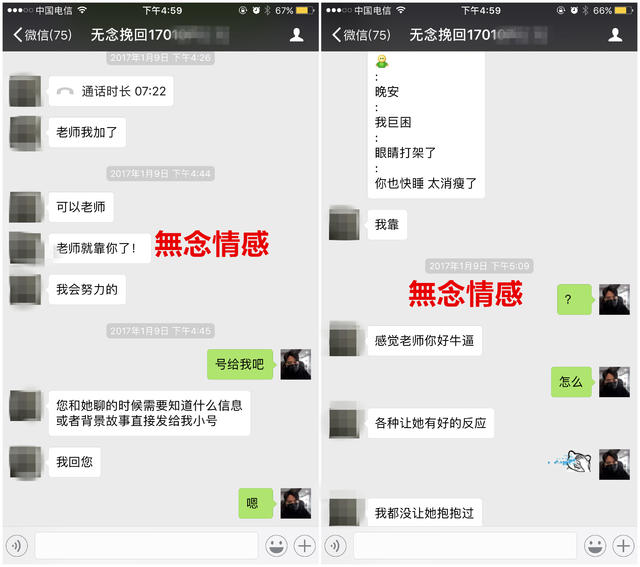 中国电信
下午4:59
67%
微信(75)
无念挽回1701
2017年1月9日 下午4:26
通话时长 07:22
老师我加了
2017年1月9日 下午4:44
可以老师
老师就靠你了！
無念情感
我会努力的
2017年1月9日 下午4:45
号给我吧
您和她聊的时候需要知道什么信息
或者背景故事直接发给我小号
我回您
嗯
中国电信
下午4:59
66%
微信(75)
无念挽回1701
:
晚安
:
我巨困
:
眼睛打架了
:
你也快睡 太消瘦了
我靠
2017年1月9日 下午5:09
無念情感
？
感觉老师你好牛逼
怎么
各种让她有好的反应
我都没让她抱抱过